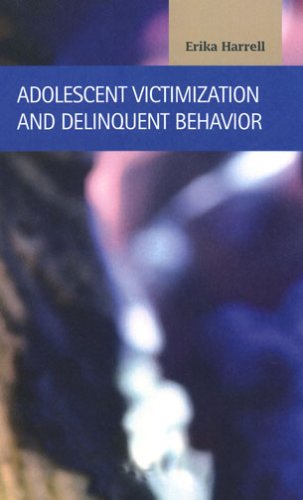 Erika Harrell
ADOLESCENT VICTIMIZATION
AND DELINQUENT BEHAVIOR